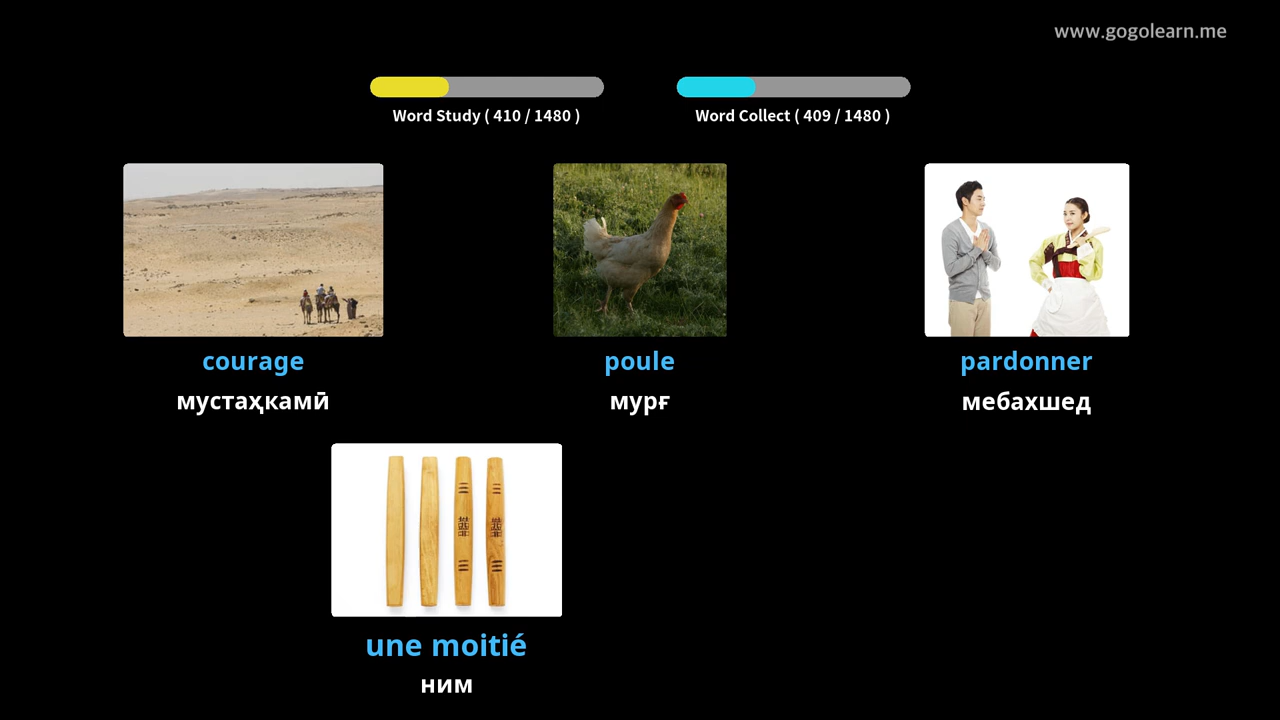 www.gogolearn.me
Word Study ( 410 / 1480 )
Word Collect ( 409 / 1480 )
courage
мустаҳкамӣ
poule
мурғ
pardonner
мебахшед
une moitié
ним